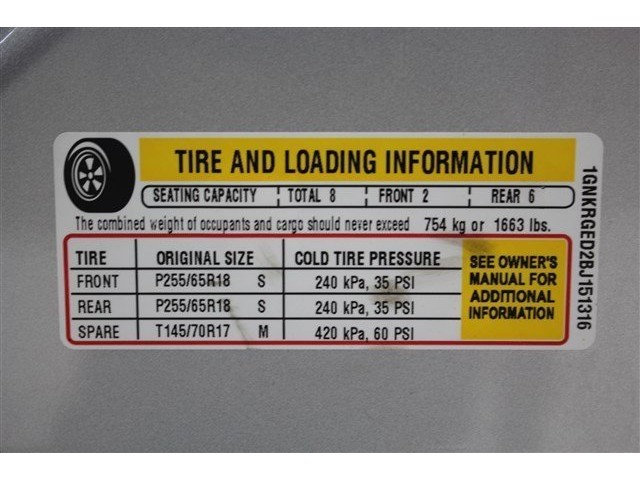 TIRE AND LOADING INFORMATION
SEATING CAPACITY TOTAL 8 FRONT 2 REAR 6
The combined weight of occupants and cargo should never exceed 754 kg or 1663 lbs.
TIRE ORIGINAL SIZE COLD TIRE PRESSURE
FRONT P255/65R18 S 240 kPa, 35 PSI
REAR P255/65R18 S 240 kPa, 35 PSI
SPARE T145/70R17 M 420 kPa, 60 PSI
SEE OWNER'S
MANUAL FOR
ADDITIONAL
INFORMATION
1GNKRGED2BJ151316